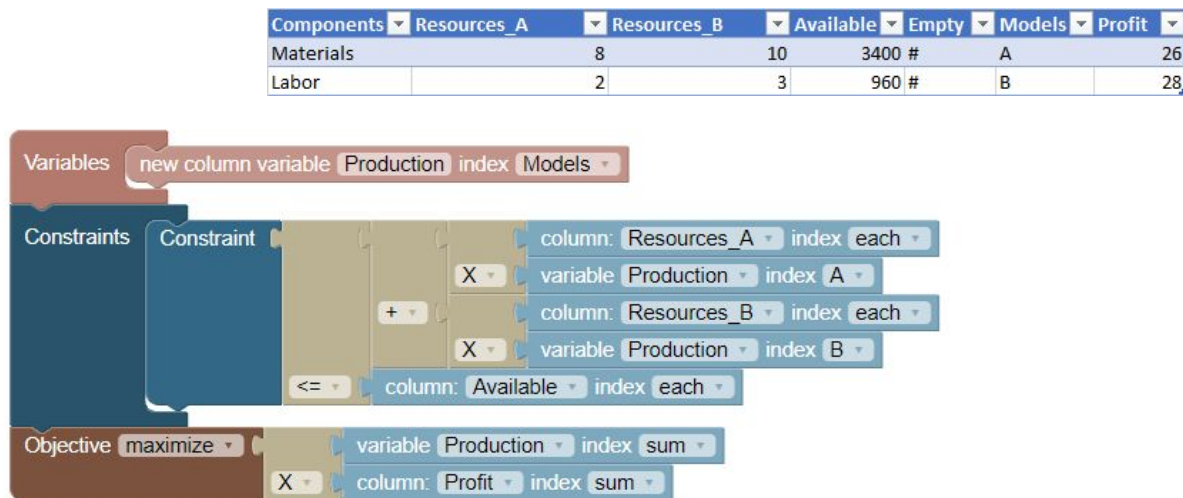 Components Resources_A Resources_B Available Empty Models Profit
Materials 8 10 3400 # A 26
Labor 2 3 960 # B 28
Variables new column variable Production index Models
Constraints Constraint column: Resources_A index each
X variable Production index A
+ column: Resources_B index each
X variable Production index B
<= column: Available index each
Objective maximize variable Production index sum
X column: Profit index sum